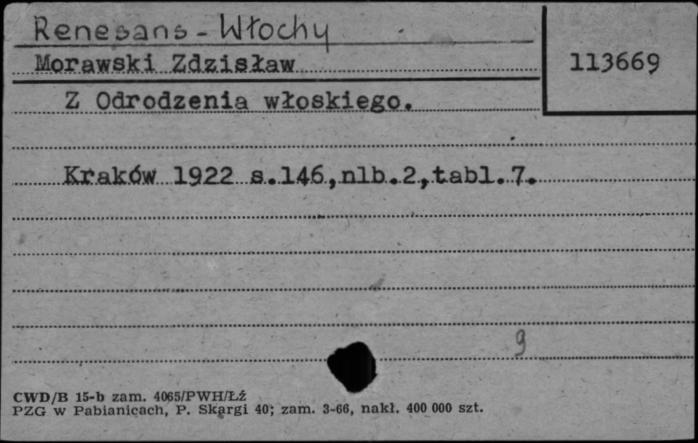 Renesans - Włochy
Morawski Zdzisław
113669
Z Odrodzenia włoskiego.
Kraków 1922 s.146,nlb.2,tabl.7.
9
CWD/B 15-b zam. 4065/PWH/Łź
PZG w Pabianicach, P. Skargi 40; zam. 3-66, nakł. 400 000 szt.